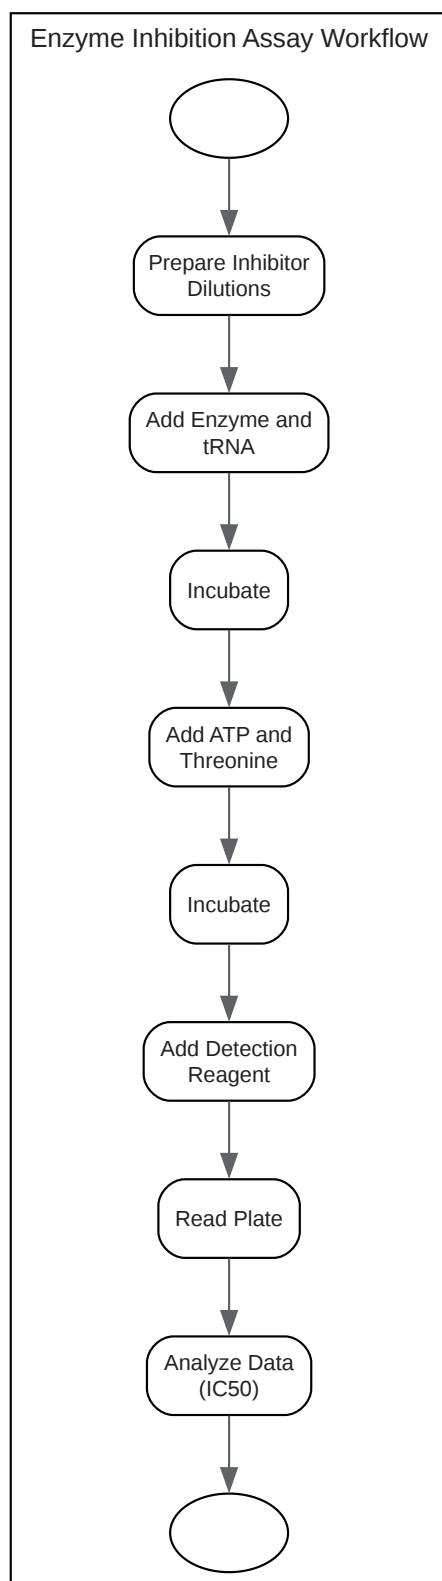 Enzyme Inhibition Assay Workflow
Prepare Inhibitor
Dilutions
Add Enzyme and
tRNA
Incubate
Add ATP and
Threonine
Incubate
Add Detection
Reagent
Read Plate
Analyze Data
(IC50)